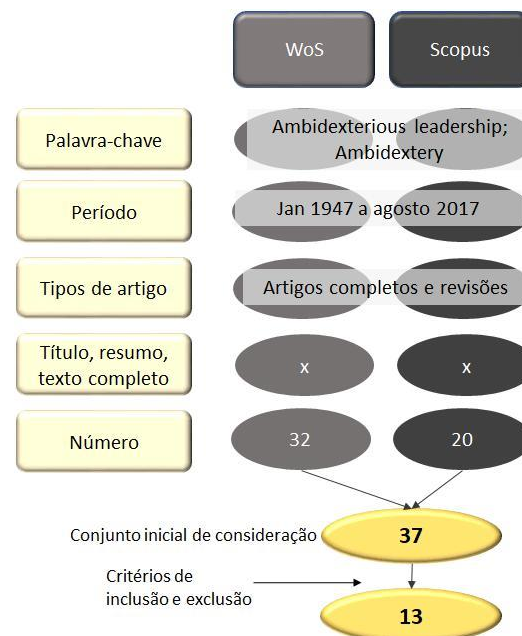 WoS
Scopus
Palavra-chave
Ambidexterious leadership;
Ambidextery
Período
Jan 1947 a agosto 2017
Tipos de artigo
Artigos completos e revisões
Título, resumo,
texto completo
x
x
Número
32
20
Conjunto inicial de consideração
37
Critérios de
inclusão e exclusão
13